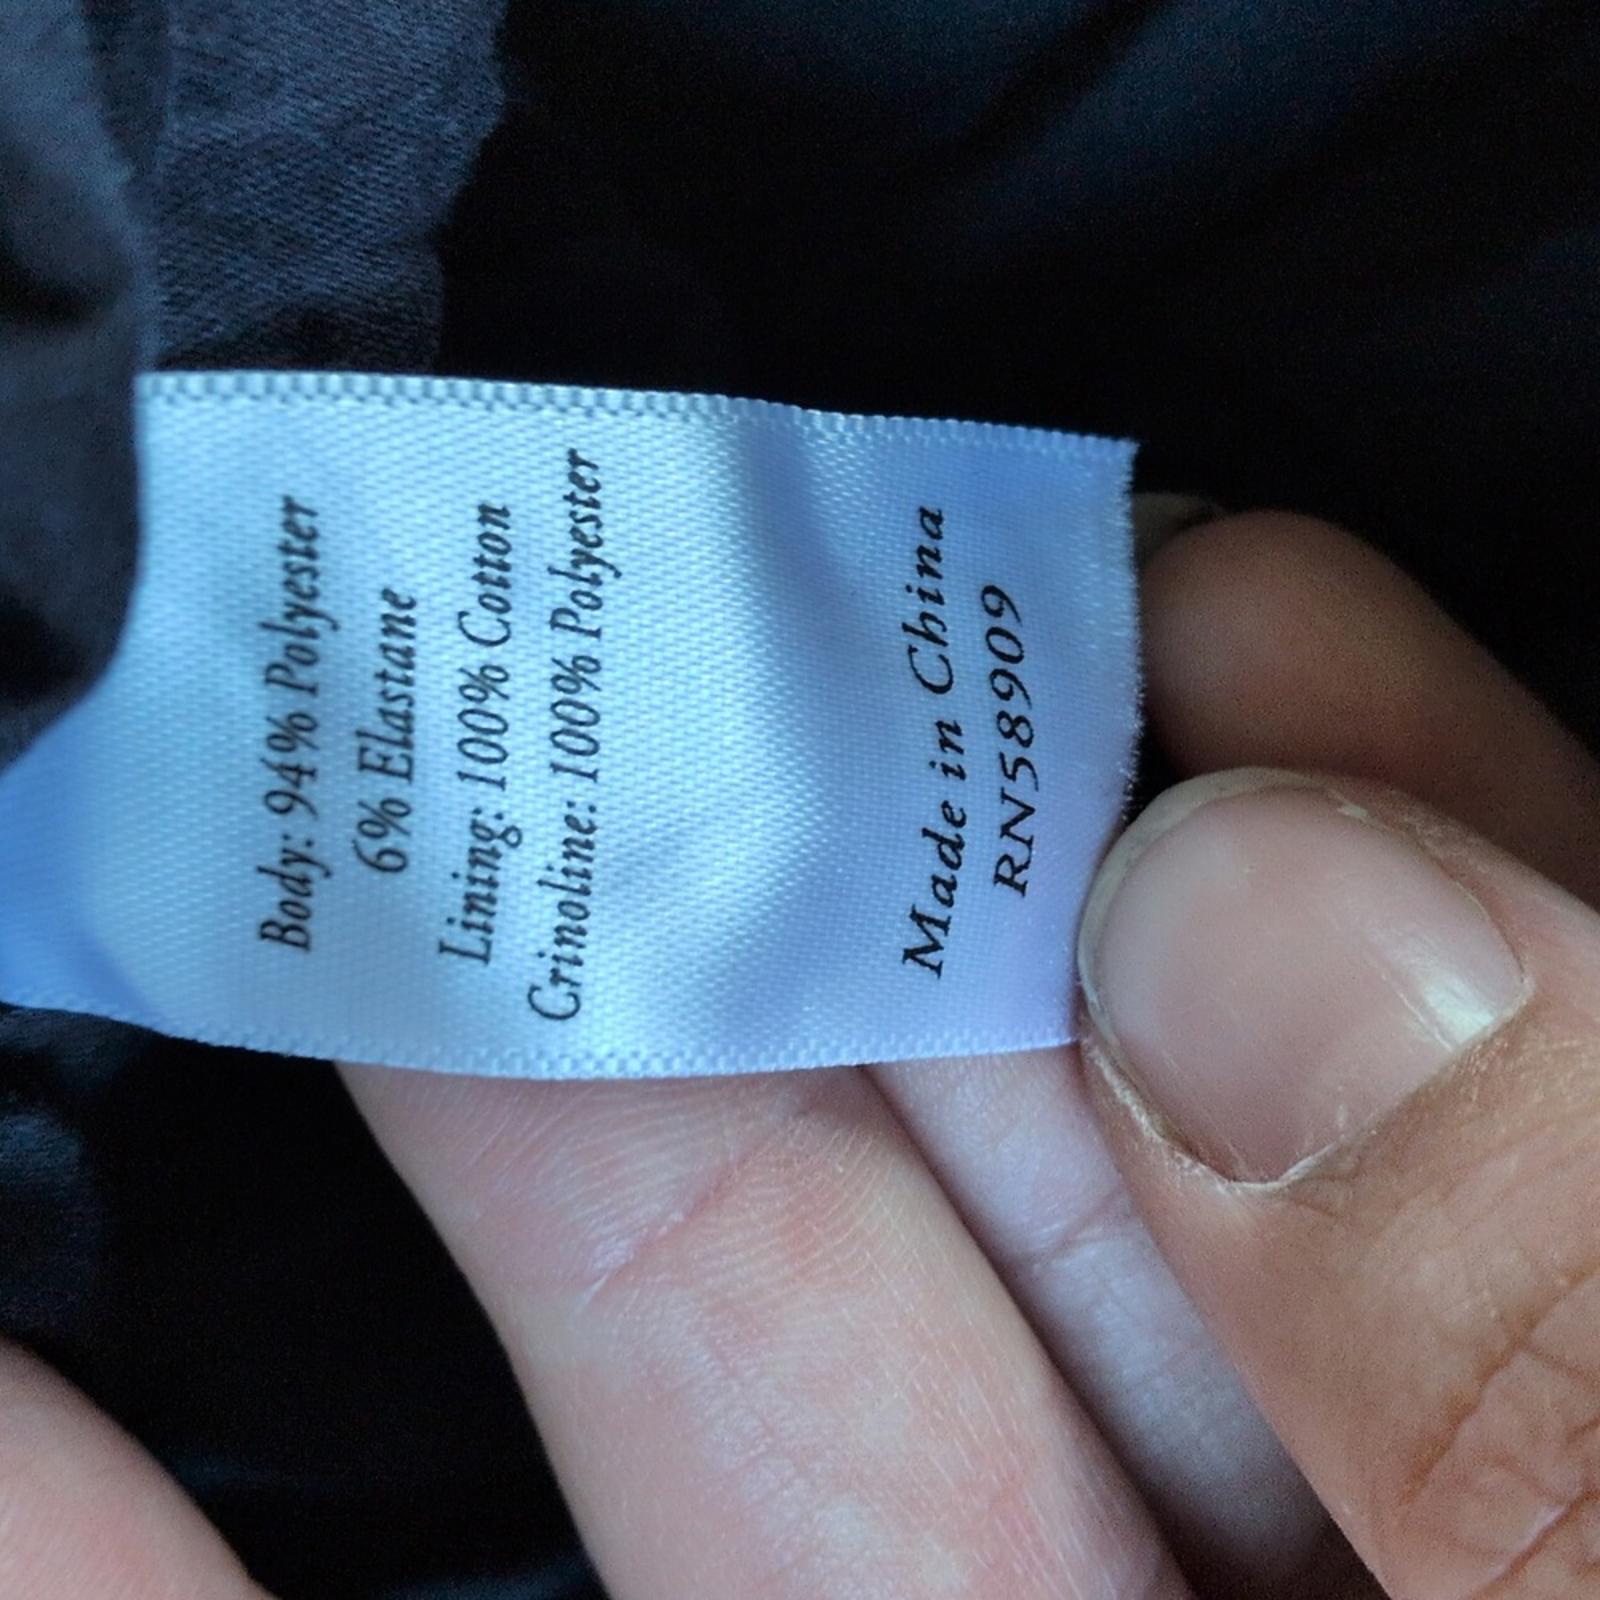 Body: 94% Polyester
6% Elastane
Lining: 100% Cotton
Crinoline: 100% Polyester
Made in China
RN58909